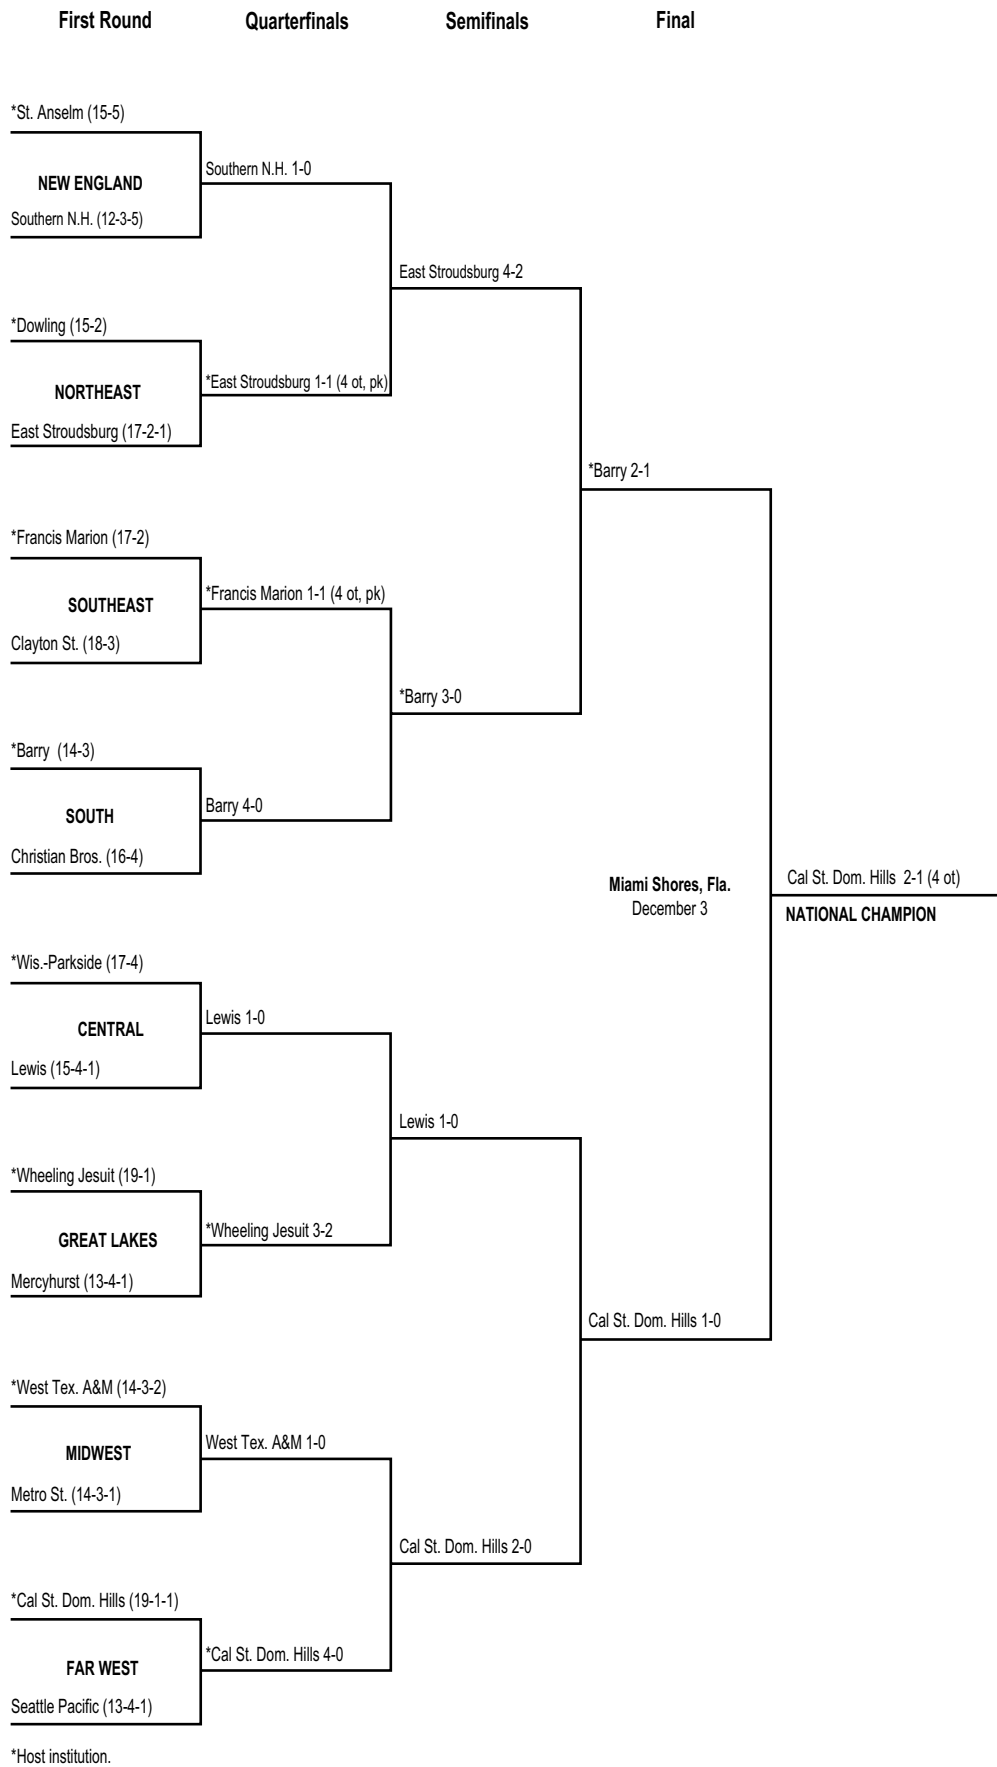 First Round Quarterfinals Semifinals Final
*St. Anselm (15-5)
Southern N.H. 1-0
NEW ENGLAND
Southern N.H. (12-3-5)
East Stroudsburg 4-2
*Dowling (15-2)
*East Stroudsburg 1-1 (4 ot, pk)
NORTHEAST
East Stroudsburg (17-2-1)
*Barry 2-1
*Francis Marion (17-2)
*Francis Marion 1-1 (4 ot, pk)
SOUTHEAST
Clayton St. (18-3)
*Barry 3-0
*Barry (14-3)
Barry 4-0
SOUTH
Christian Bros. (16-4)
Miami Shores, Fla.
December 3
Cal St. Dom. Hills 2-1 (4 ot)
NATIONAL CHAMPION
*Wis.-Parkside (17-4)
Lewis 1-0
CENTRAL
Lewis (15-4-1)
Lewis 1-0
*Wheeling Jesuit (19-1)
*Wheeling Jesuit 3-2
GREAT LAKES
Mercyhurst (13-4-1)
Cal St. Dom. Hills 1-0
*West Tex. A&M (14-3-2)
West Tex. A&M 1-0
MIDWEST
Metro St. (14-3-1)
Cal St. Dom. Hills 2-0
*Cal St. Dom. Hills (19-1-1)
*Cal St. Dom. Hills 4-0
FAR WEST
Seattle Pacific (13-4-1)
*Host institution.